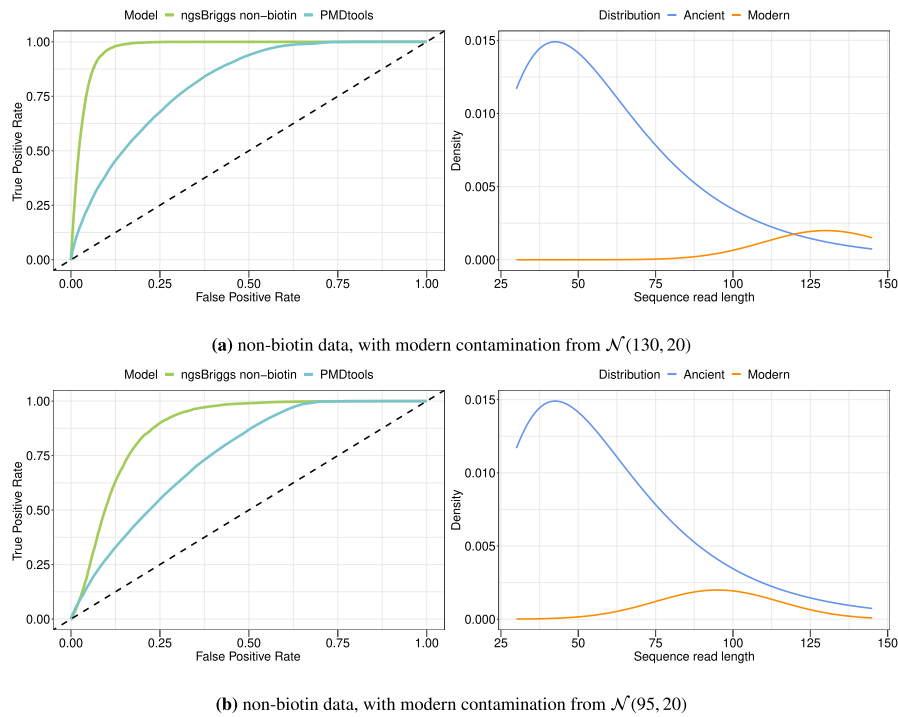 Model ngsBriggs non−biotin PMDtools
1.00
0.75
0.50
0.25
0.00
True Positive Rate
0.00 0.25 0.50 0.75 1.00
False Positive Rate
Distribution Ancient Modern
0.015
0.010
0.005
0.000
Density
25 50 75 100 125 150
Sequence read length
(a) non-biotin data, with modern contamination from 𝒩(130, 20)
Model ngsBriggs non−biotin PMDtools
1.00
0.75
0.50
0.25
0.00
True Positive Rate
0.00 0.25 0.50 0.75 1.00
False Positive Rate
Distribution Ancient Modern
0.015
0.010
0.005
0.000
Density
25 50 75 100 125 150
Sequence read length
(b) non-biotin data, with modern contamination from 𝒩(95, 20)